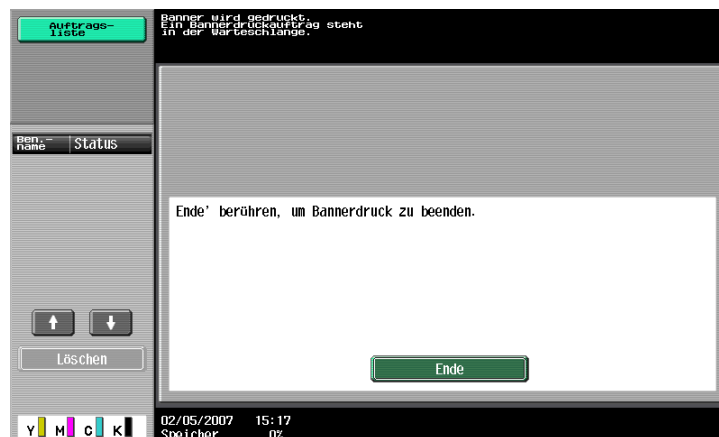 Auftrags-
liste
Banner wird gedruckt.
Ein Bannerdruckauftrag steht
in der Warteschlange.
Ben.-
name
Status
Ende' berühren, um Bannerdruck zu beenden.
Löschen
Ende
Y M C K
02/05/2007 15:17
Speicher 0%